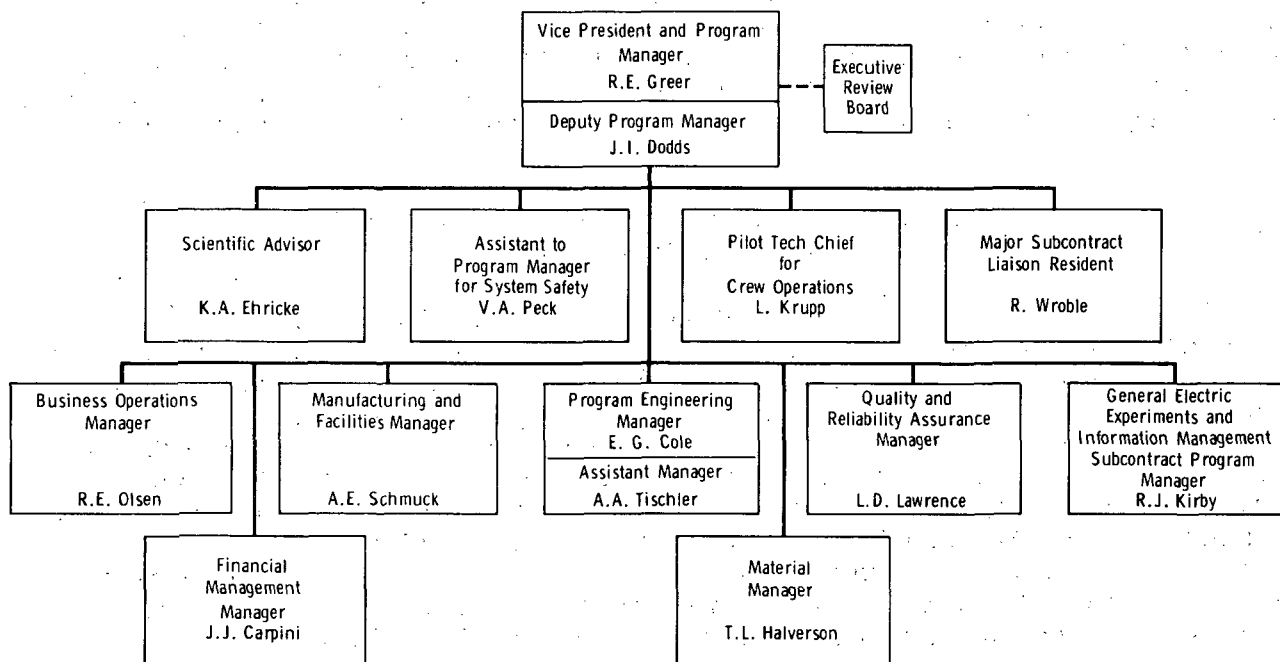 Vice President and Program
Manager
R.E. Greer
Deputy Program Manager
J.I. Dodds
Executive
Review
Board
Scientific Advisor
K.A. Ehricke
Assistant to
Program Manager
for System Safety
V.A. Peck
Pilot Tech Chief
for
Crew Operations
L. Krupp
Major Subcontract
Liaison Resident
R. Wroble
Business Operations
Manager
R.E. Olsen
Manufacturing and
Facilities Manager
A.E. Schmuck
Program Engineering
Manager
E. G. Cole
Assistant Manager
A.A. Tischler
Quality and
Reliability Assurance
Manager
L.D. Lawrence
General Electric
Experiments and
Information Management
Subcontract Program
Manager
R.J. Kirby
Financial
Management
Manager
J.J. Carpini
Material
Manager
T.L. Halverson